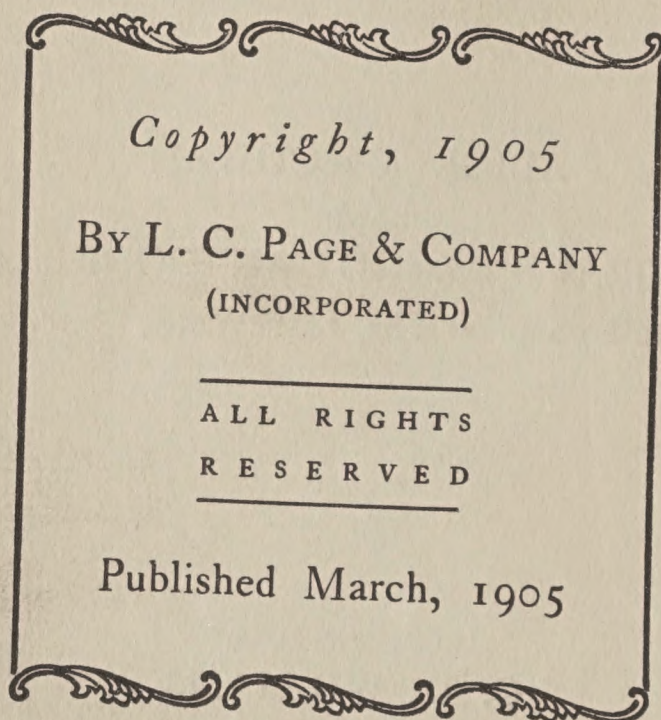 Copyright, 1905
By L. C. Page & Company
(INCORPORATED)
ALL RIGHTS
RESERVED
Published March, 1905